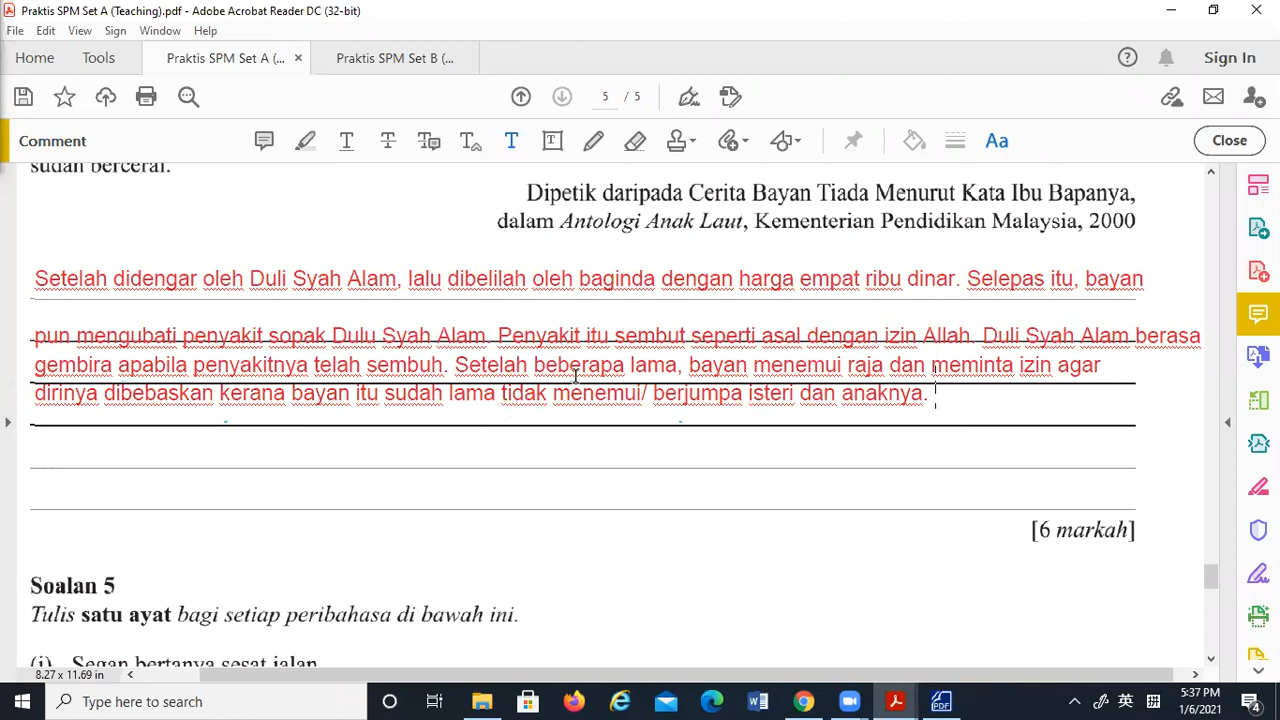 Praktis SPM Set A (Teaching).pdf - Adobe Acrobat Reader DC (32-bit)
File Edit View Sign Window Help
Home Tools Praktis SPM Set A (... × Praktis SPM Set B (... Sign In
5 / 5
Comment Close
sudah bercerai.
Dipetik daripada Cerita Bayan Tiada Menurut Kata Ibu Bapanya,
dalam Antologi Anak Laut, Kementerian Pendidikan Malaysia, 2000
Setelah didengar oleh Duli Syah Alam, lalu dibelilah oleh baginda dengan harga empat ribu dinar. Selepas itu, bayan
pun mengubati penyakit sopak Dulu Syah Alam. Penyakit itu sembut seperti asal dengan izin Allah. Duli Syah Alam berasa
gembira apabila penyakitnya telah sembuh. Setelah beberapa lama, bayan menemui raja dan meminta izin agar
dirinya dibebaskan kerana bayan itu sudah lama tidak menemui/ berjumpa isteri dan anaknya.
[6 markah]
Soalan 5
Tulis satu ayat bagi setiap peribahasa di bawah ini.
(i) Segan bertanya sesat jalan
8.27 x 11.69 in
Type here to search
英
5:37 PM
1/6/2021
4